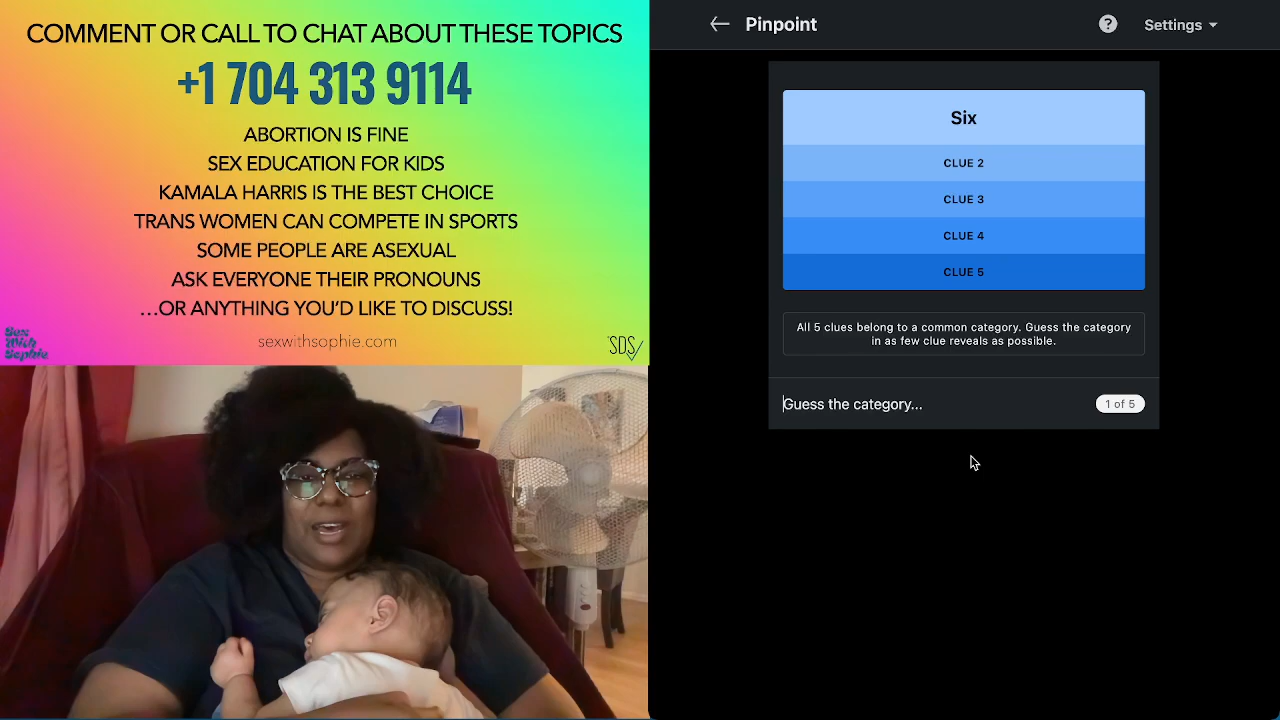 COMMENT OR CALL TO CHAT ABOUT THESE TOPICS
+1 704 313 9114
ABORTION IS FINE
SEX EDUCATION FOR KIDS
KAMALA HARRIS IS THE BEST CHOICE
TRANS WOMEN CAN COMPETE IN SPORTS
SOME PEOPLE ARE ASEXUAL
ASK EVERYONE THEIR PRONOUNS
...OR ANYTHING YOU'D LIKE TO DISCUSS!
sexwithsophie.com
Sex
With
Sophie
SDS
Pinpoint
?
Settings
Six
CLUE 2
CLUE 3
CLUE 4
CLUE 5
All 5 clues belong to a common category. Guess the category
in as few clue reveals as possible.
Guess the category...
1 of 5